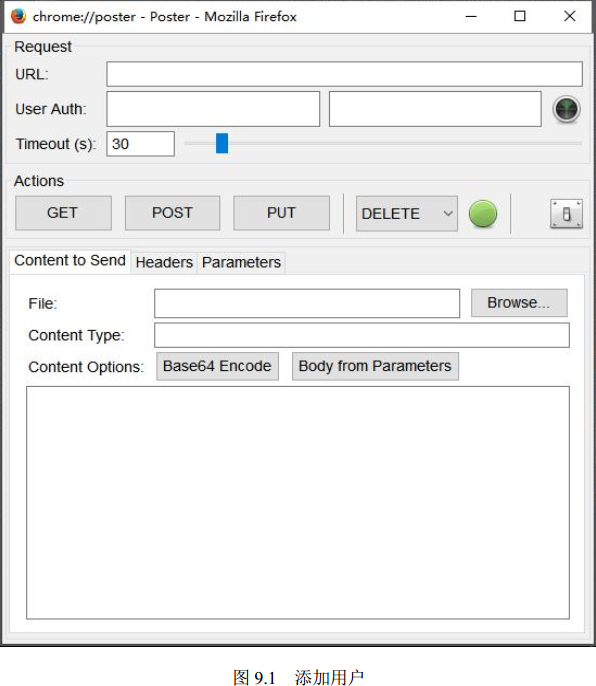 chrome://poster - Poster - Mozilla Firefox
Request
URL:
User Auth:
Timeout (s): 30
Actions
GET POST PUT DELETE
Content to Send Headers Parameters
File: Browse...
Content Type:
Content Options: Base64 Encode Body from Parameters
图 9.1 添加用户